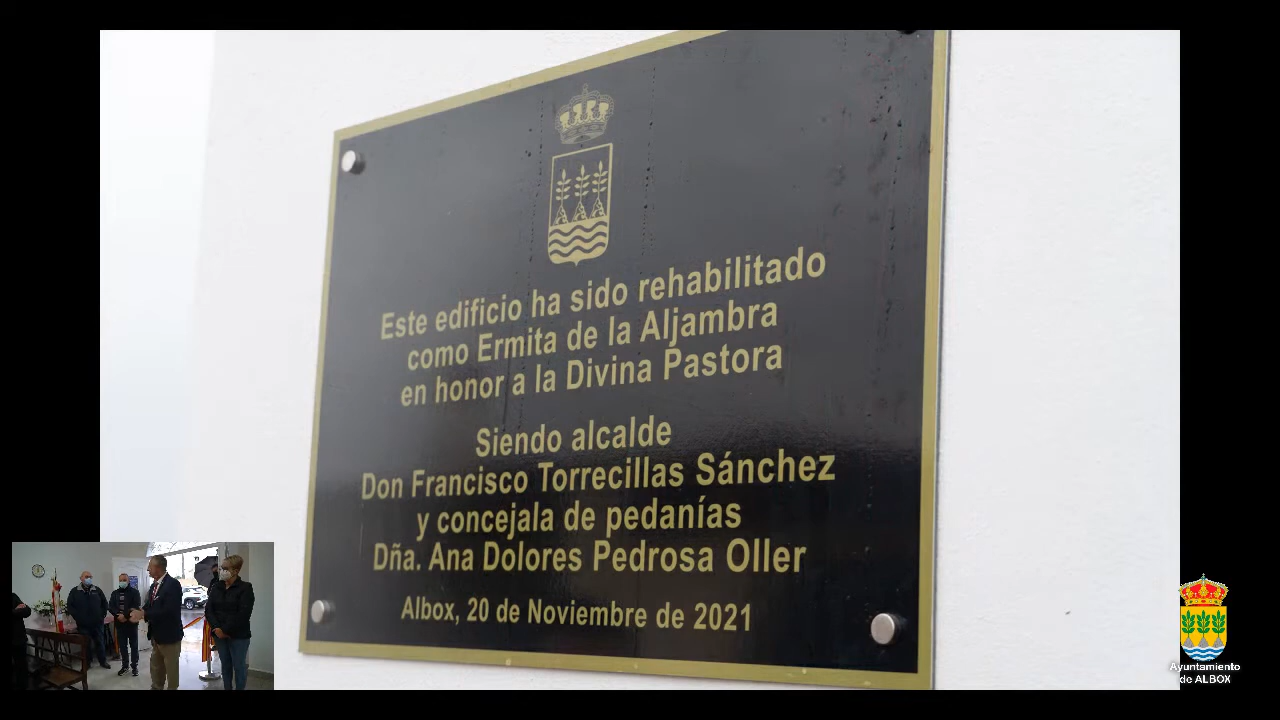 Este edificio ha sido rehabilitado
como Ermita de la Aljambra
en honor a la Divina Pastora
Siendo alcalde
Don Francisco Torrecillas Sánchez
y concejala de pedanías
Dña. Ana Dolores Pedrosa Oller
Albox, 20 de Noviembre de 2021
Ayuntamiento
de ALBOX